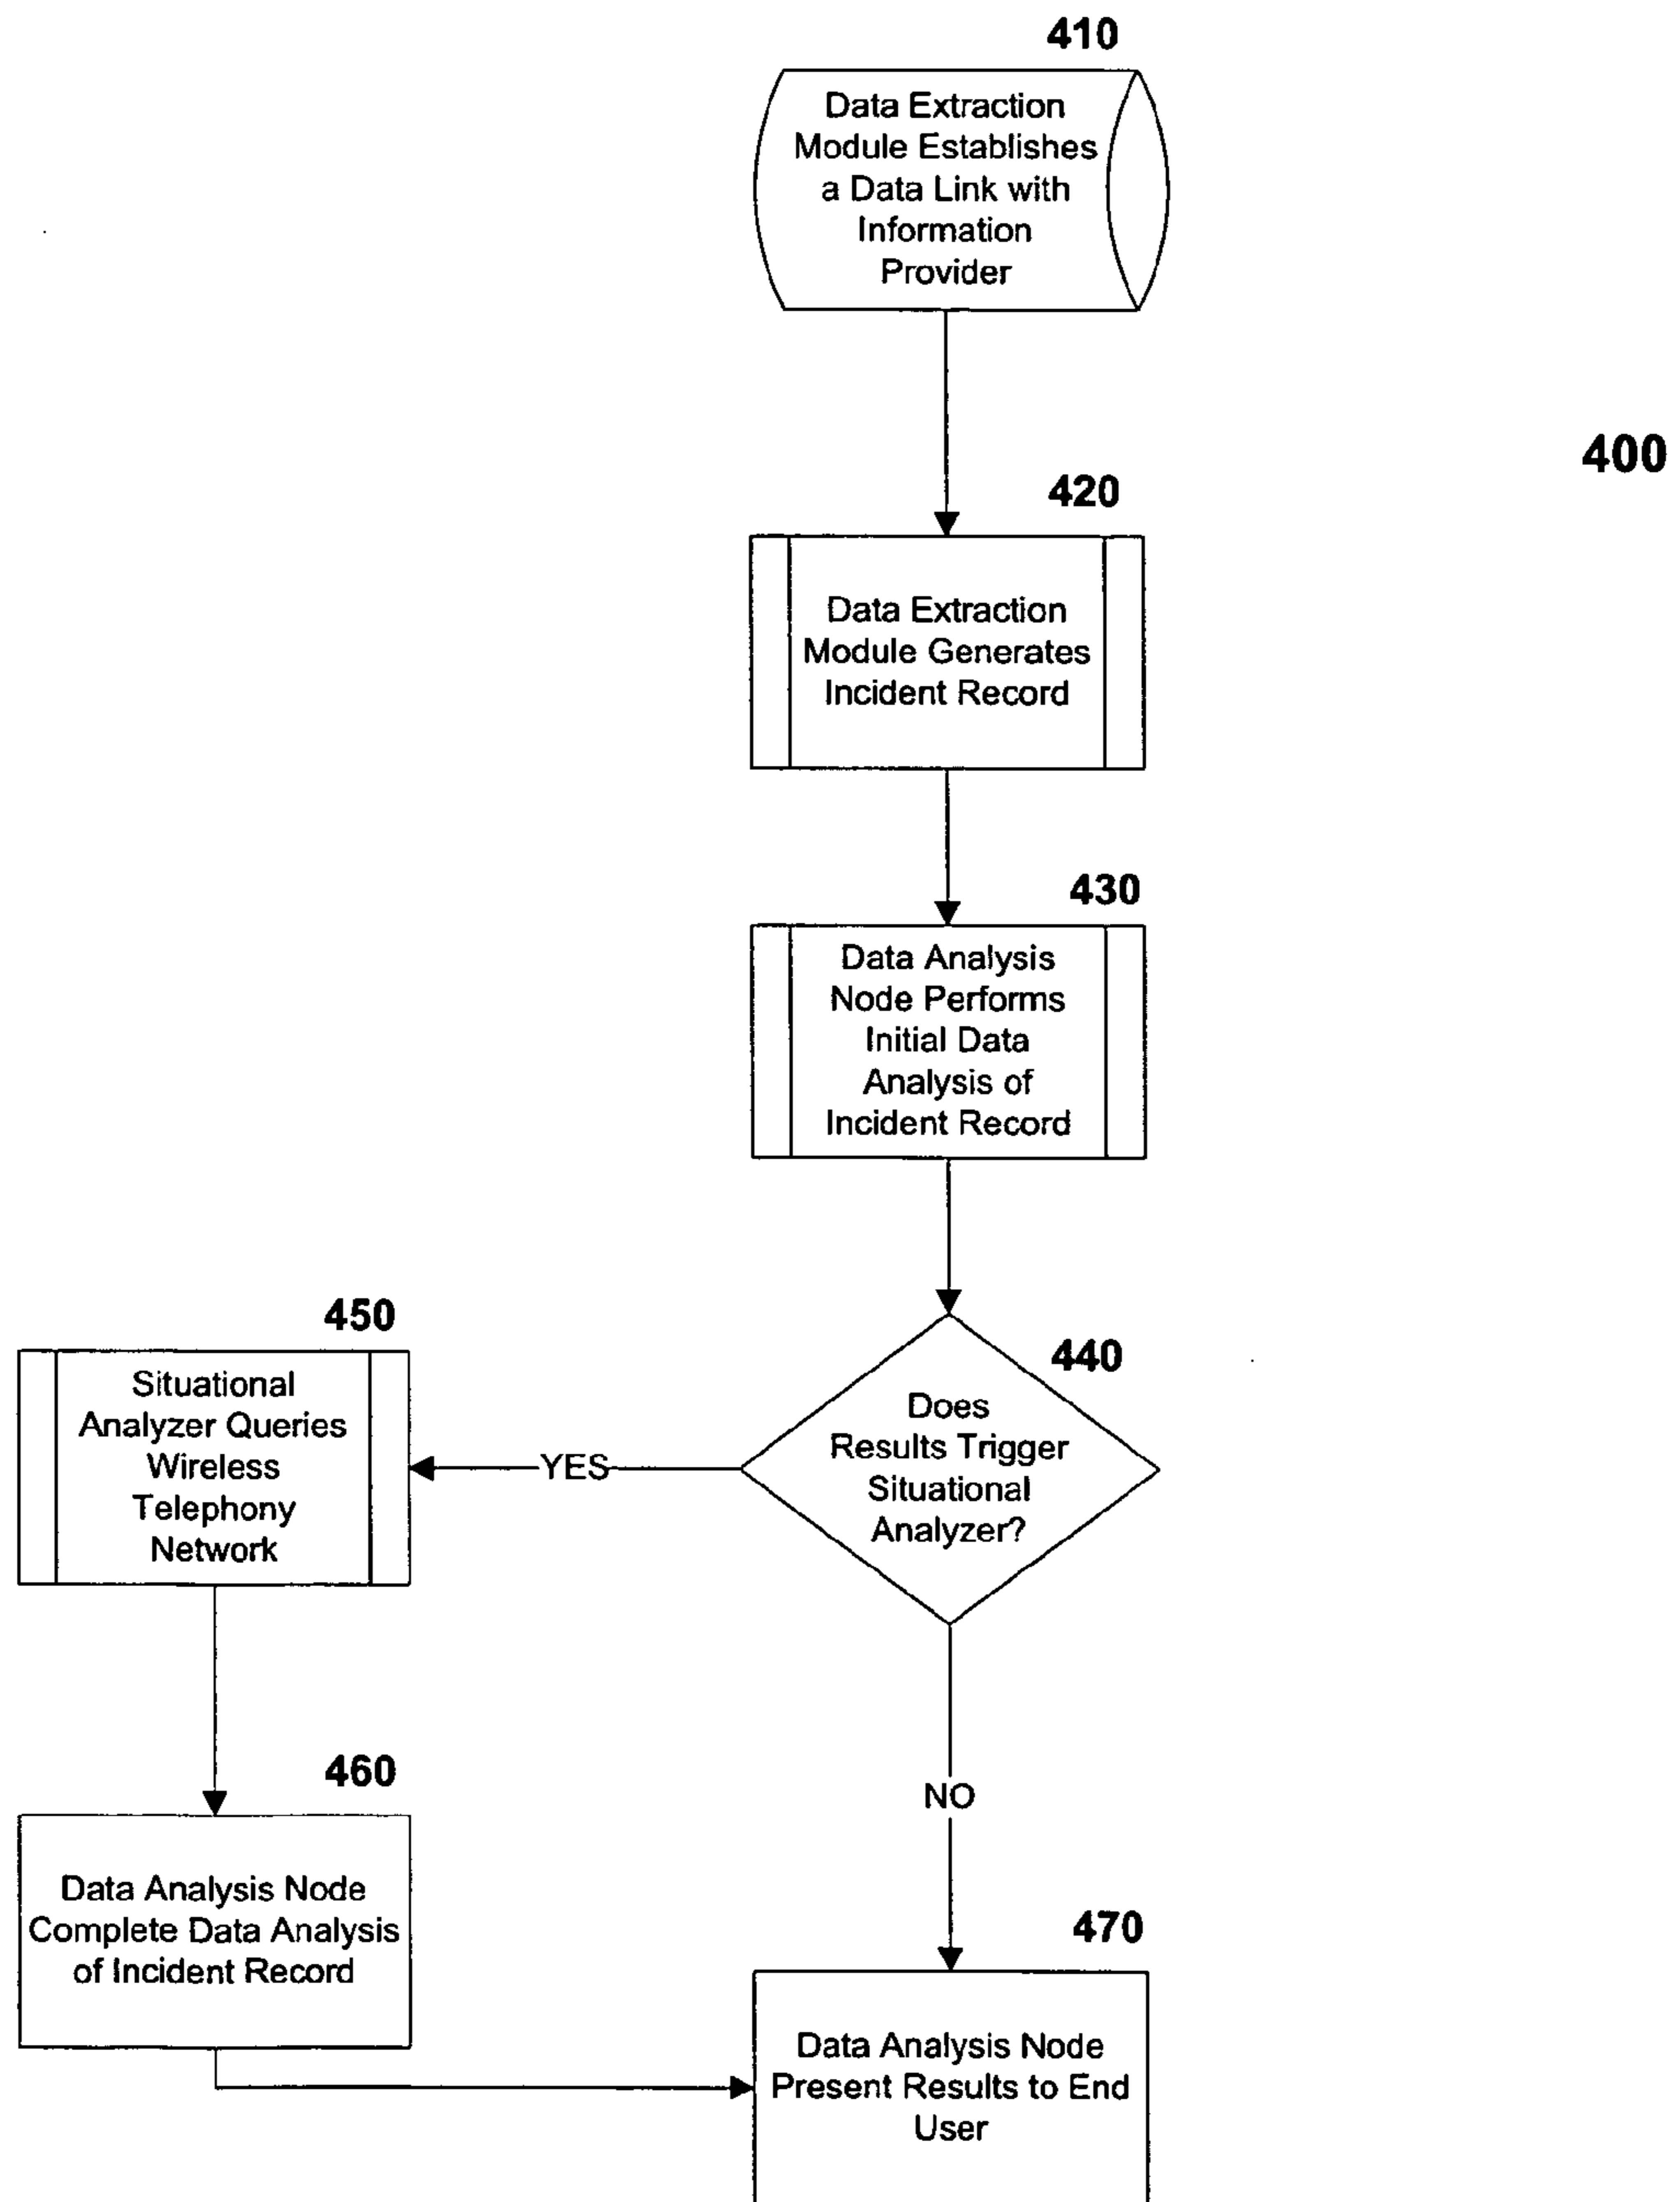 410
Data Extraction
Module Establishes
a Data Link with
Information
Provider
400
420
Data Extraction
Module Generates
Incident Record
430
Data Analysis
Node Performs
Initial Data
Analysis of
Incident Record
440
Does
Results Trigger
Situational
Analyzer?
YES
450
Situational
Analyzer Queries
Wireless
Telephony
Network
460
Data Analysis Node
Complete Data Analysis
of Incident Record
NO
470
Data Analysis Node
Present Results to End
User